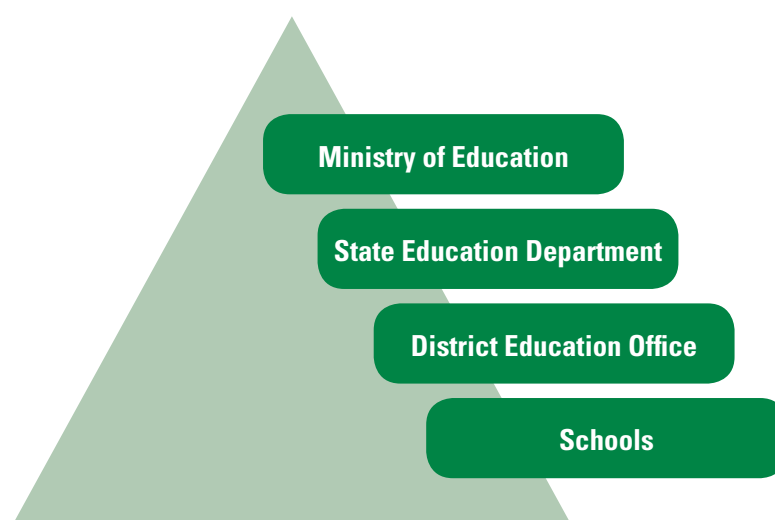 Ministry of Education
State Education Department
District Education Office
Schools